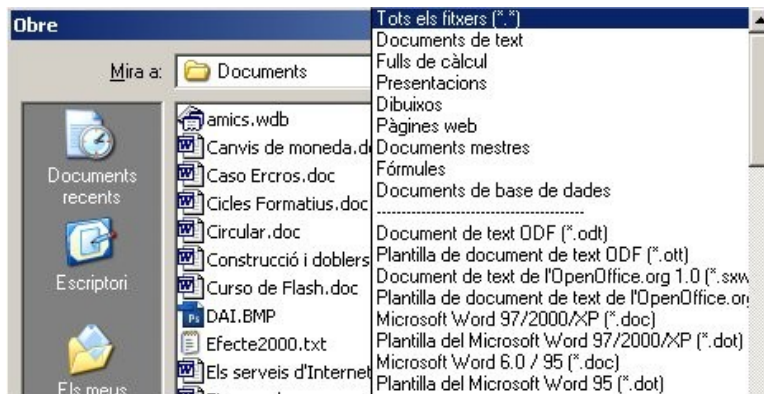 Obre
Mira a:
Documents
Documents
recents
Escriptori
Els meus
amics.wdb
Canvis de moneda.d
Caso Ercros.doc
Cicles Formatius.doc
Circular.doc
Construcció i doblers
Curso de Flash.doc
DAI.BMP
Efecte2000.txt
Els serveis d'Internet
Tots els fitxers (*.*)
Documents de text
Fulls de càlcul
Presentacions
Dibuixos
Pàgines web
Documents mestres
Fórmules
Documents de base de dades
----------------------------------------
Document de text ODF (*.odt)
Plantilla de document de text ODF (*.ott)
Document de text de l'OpenOffice.org 1.0 (*.sxw
Plantilla de document de text de l'OpenOffice.or
Microsoft Word 97/2000/XP (*.doc)
Plantilla del Microsoft Word 97/2000/XP (*.dot)
Microsoft Word 6.0 / 95 (*.doc)
Plantilla del Microsoft Word 95 (*.dot)